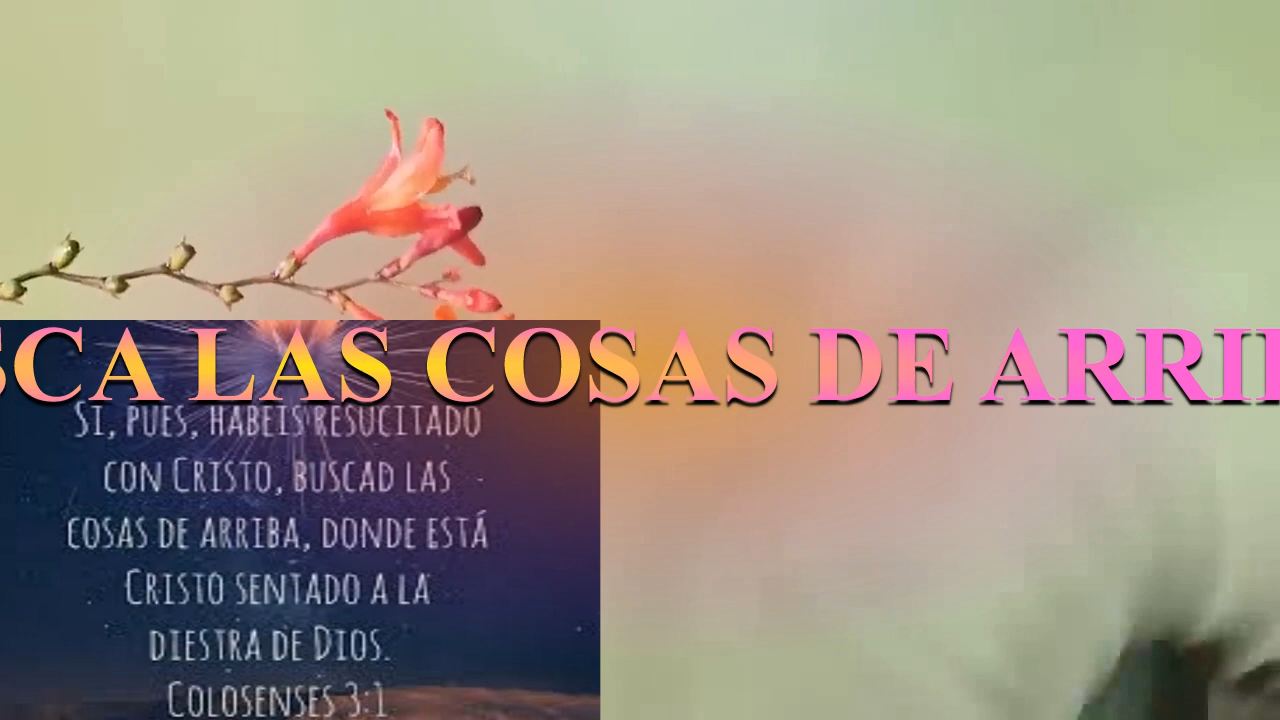 SCA LAS COSAS DE ARRI
Si, pues, habéis resucitado
con Cristo, buscad las
cosas de arriba, donde está
Cristo sentado a la
diestra de Dios.
Colosenses 3:1